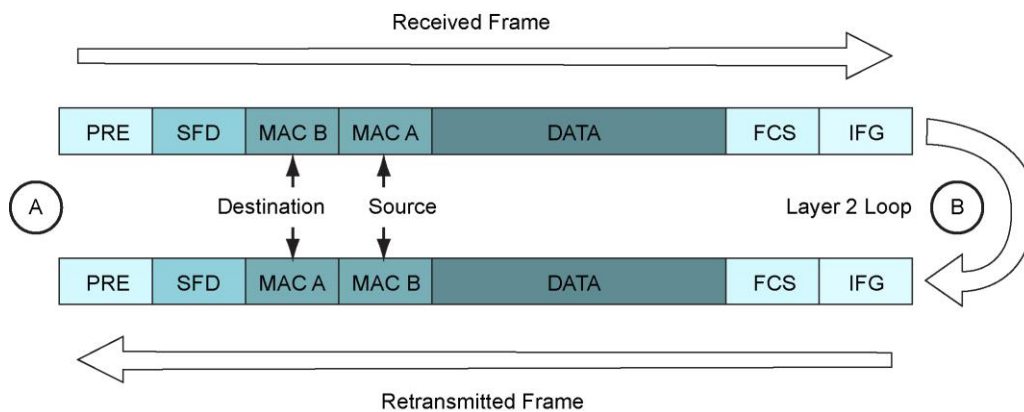 Received Frame
PRE SFD MAC B MAC A DATA FCS IFG
A Destination Source Layer 2 Loop B
PRE SFD MAC A MAC B DATA FCS IFG
Retransmitted Frame